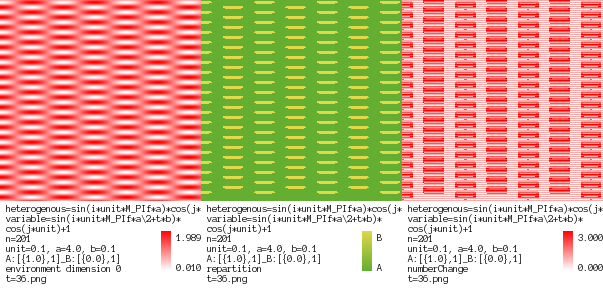 heterogenous=sin(i*unit*M_PIf*a)*cos(j*
variable=sin(i*unit*M_PIf*a\2+t*b)*
cos(j*unit)+1
n=201
unit=0.1, a=4.0, b=0.1
A:[{1.0},1]_B:[{0.0},1]
environment dimension 0
t=36.png
1.989
0.010
heterogenous=sin(i*unit*M_PIf*a)*cos(j*
variable=sin(i*unit*M_PIf*a\2+t*b)*
cos(j*unit)+1
n=201
unit=0.1, a=4.0, b=0.1
A:[{1.0},1]_B:[{0.0},1]
repartition
t=36.png
B
A
heterogenous=sin(i*unit*M_PIf*a)*cos(j*
variable=sin(i*unit*M_PIf*a\2+t*b)*
cos(j*unit)+1
n=201
unit=0.1, a=4.0, b=0.1
A:[{1.0},1]_B:[{0.0},1]
numberChange
t=36.png
3.000
0.000